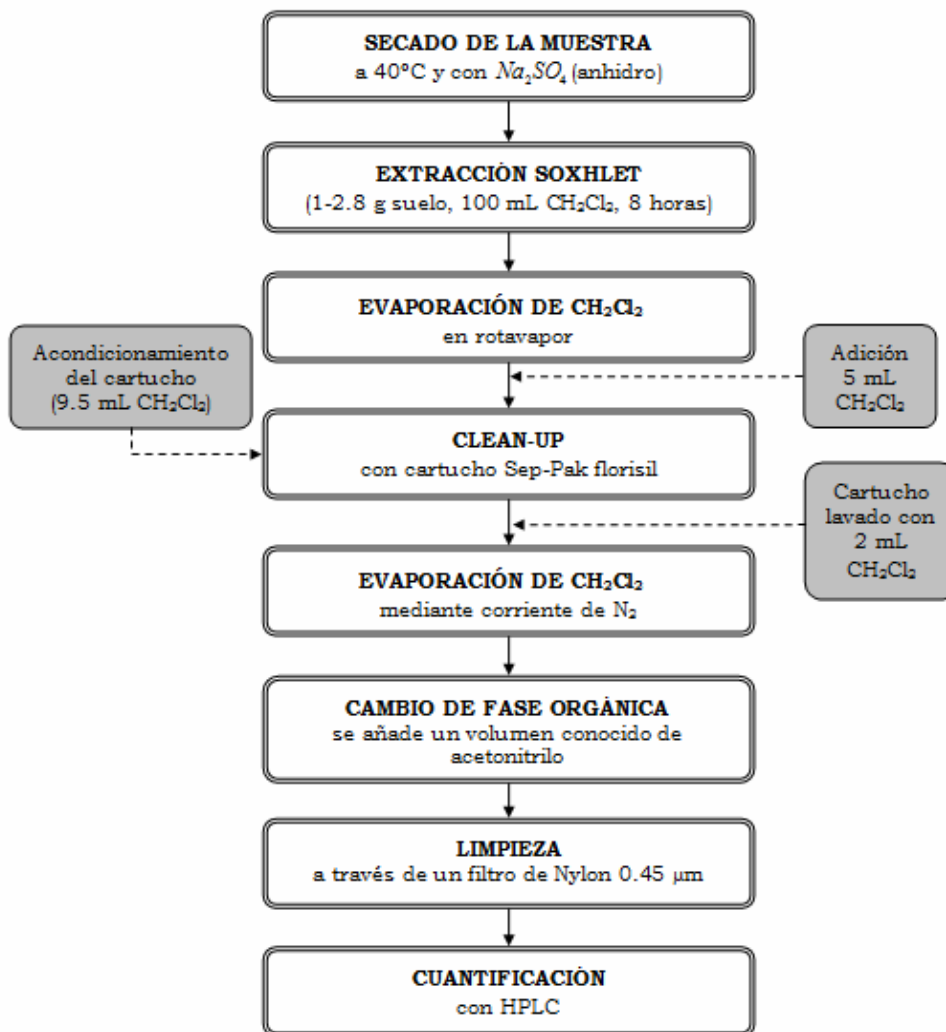 SECADO DE LA MUESTRA
a 40°C y con Na₂SO₄ (anhidro)
EXTRACCIÒN SOXHLET
(1-2.8 g suelo, 100 mL CH₂Cl₂, 8 horas)
EVAPORACIÓN DE CH₂Cl₂
en rotavapor
Acondicionamiento
del cartucho
(9.5 mL CH₂Cl₂)
Adición
5 mL
CH₂Cl₂
CLEAN-UP
con cartucho Sep-Pak florisil
Cartucho
lavado con
2 mL
CH₂Cl₂
EVAPORACIÓN DE CH₂Cl₂
mediante corriente de N₂
CAMBIO DE FASE ORGÀNICA
se añade un volumen conocido de
acetonitrilo
LIMPIEZA
a través de un filtro de Nylon 0.45 µm
CUANTIFICACIÒN
con HPLC